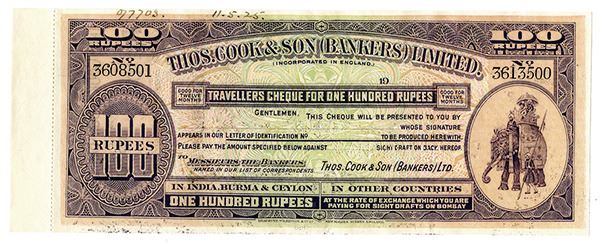 11-5-25.
100 RUPEES
100 RUPEES
THOS. COOK & SON (BANKERS) LIMITED.
(INCORPORATED IN ENGLAND.)
No 3608501
No 3613500
19
GOOD FOR TWELVE MONTHS
TRAVELLERS CHEQUE FOR ONE HUNDRED RUPEES
GOOD FOR TWELVE MONTHS
GENTLEMEN, THIS CHEQUE WILL BE PRESENTED TO YOU BY
WHOSE SIGNATURE
APPEARS IN OUR LETTER OF IDENTIFICATION No
TO BE PRODUCED HEREWITH.
PLEASE PAY THE AMOUNT SPECIFIED BELOW AGAINST SIGHT DRAFT ON BACK HEREOF.
100
RUPEES
TO MESSIEURS THE BANKERS
NAMED IN OUR LIST OF CORRESPONDENTS
THOS. COOK & SON (BANKERS) LTD.
IN INDIA, BURMA & CEYLON
IN OTHER COUNTRIES
ONE HUNDRED RUPEES
AT THE RATE OF EXCHANGE WHICH YOU ARE
PAYING FOR SIGHT DRAFTS ON BOMBAY